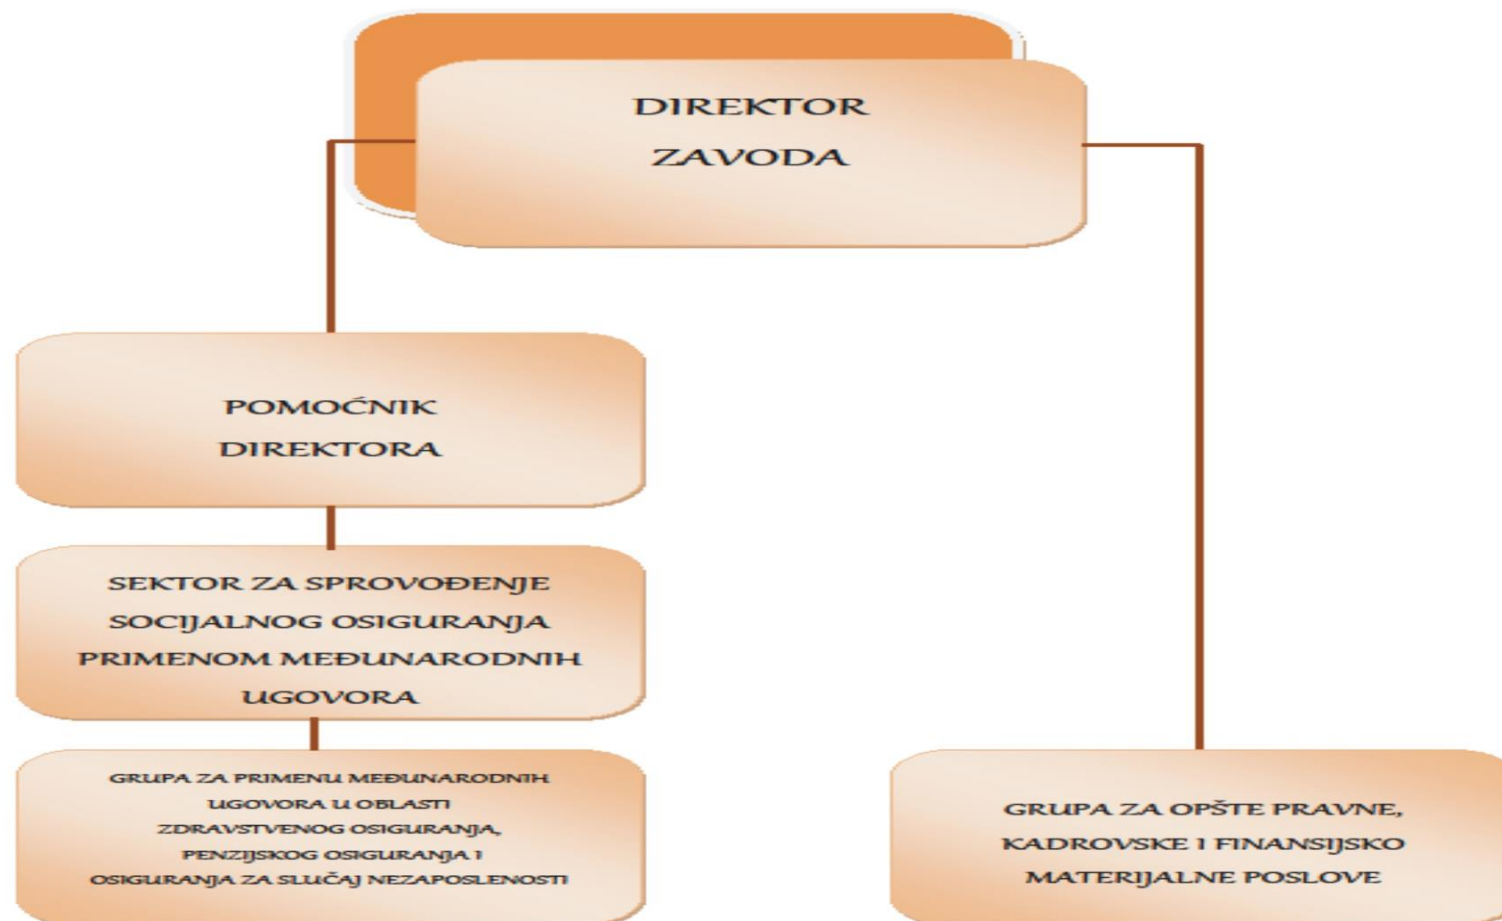 DIREKTOR
ZAVODA
POMOĆNIK
DIREKTORA
SEKTOR ZA SPROVOĐENJE
SOCIJALNOG OSIGURANJA
PRIMENOM MEĐUNARODNIH
UGOVORA
GRUPA ZA PRIMENU MEĐUNARODNIH
UGOVORA U OBLASTI
ZDRAVSTVENOG OSIGURANJA,
PENZIJSKOG OSIGURANJA I
OSIGURANJA ZA SLUČAJ NEZAPOSLENOSTI
GRUPA ZA OPŠTE PRAVNE,
KADROVSKE I FINANSIJSKO
MATERIJALNE POSLOVE